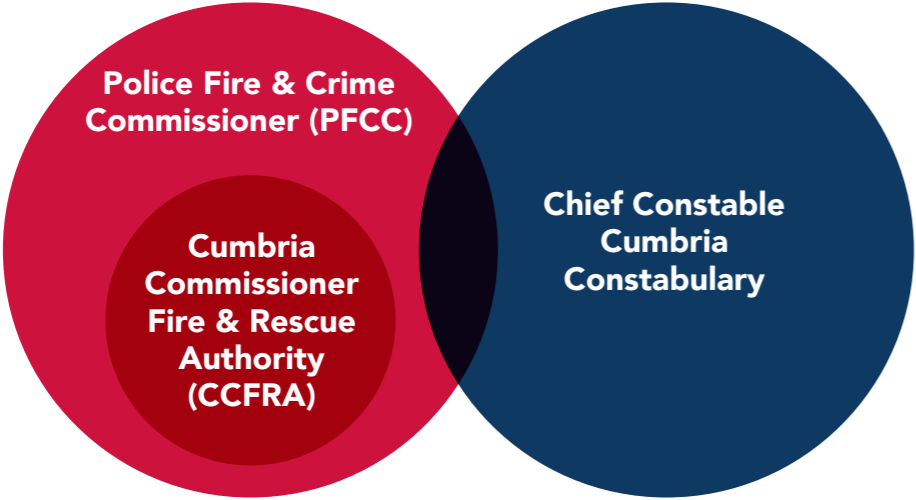 Police Fire & Crime
Commissioner (PFCC)
Cumbria
Commissioner
Fire & Rescue
Authority
(CCFRA)
Chief Constable
Cumbria
Constabulary